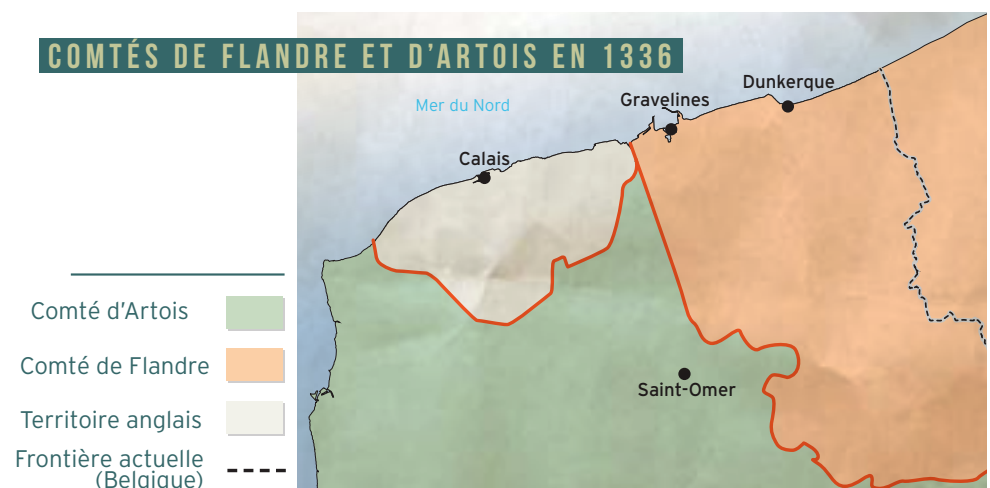 COMTÉS DE FLANDRE ET D'ARTOIS EN 1336
Mer du Nord
Dunkerque
Gravelines
Calais
Saint-Omer
Comté d'Artois
Comté de Flandre
Territoire anglais
Frontière actuelle
(Belgique)